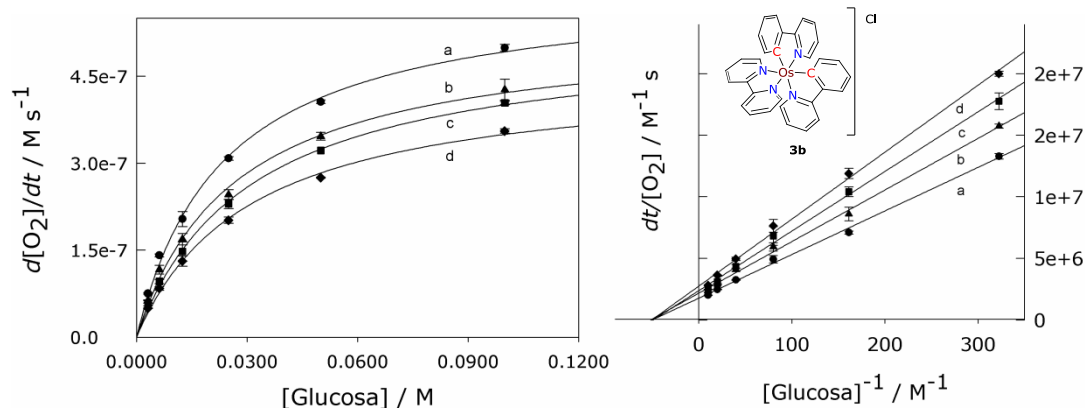 d[O₂]/dt / M s⁻¹
4.5e-7
3.0e-7
1.5e-7
0.0
a
b
c
d
0.0000 0.0300 0.0600 0.0900 0.1200
[Glucosa] / M
Cl
C
N
N
Os
C
N
N
3b
dt/[O₂] / M⁻¹ s
2e+7
2e+7
1e+7
5e+6
0
d
c
b
a
0 100 200 300
[Glucosa]⁻¹ / M⁻¹